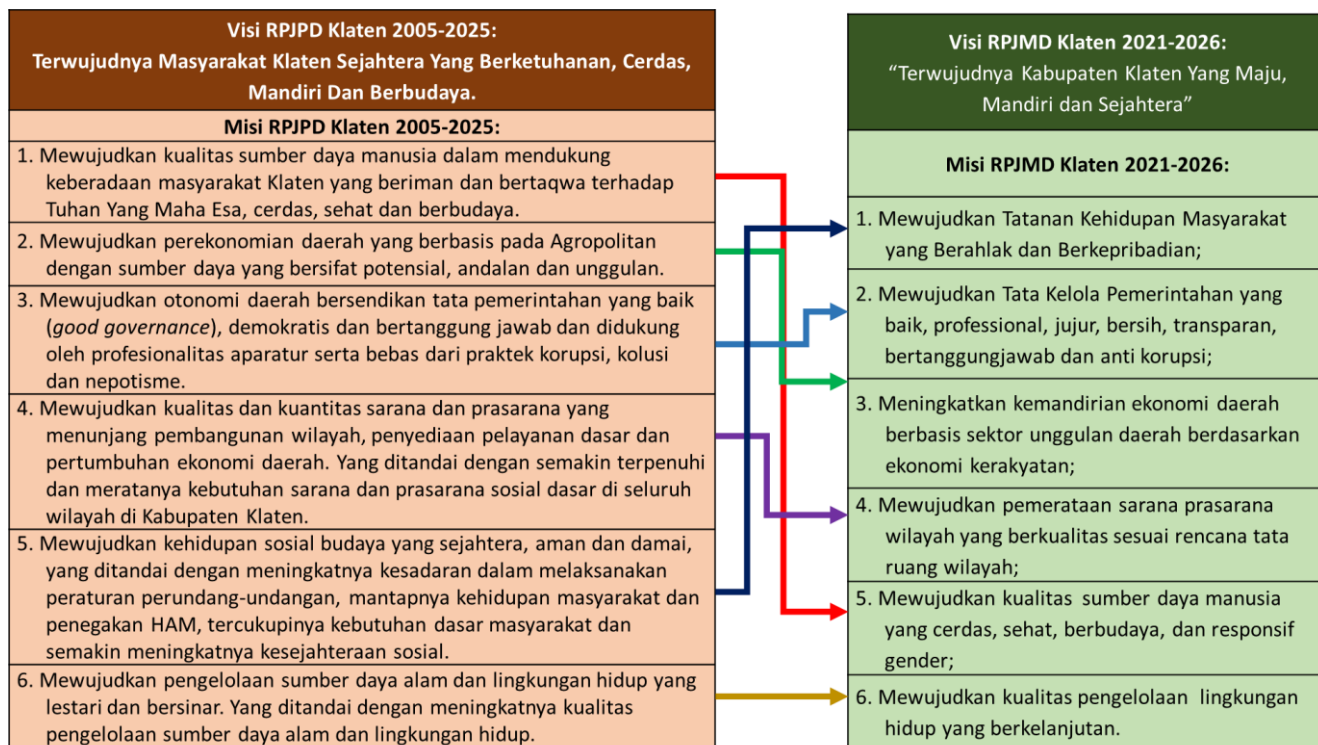 Visi RPJPD Klaten 2005-2025:
Terwujudnya Masyarakat Klaten Sejahtera Yang Berketuhanan, Cerdas,
Mandiri Dan Berbudaya.
Misi RPJPD Klaten 2005-2025:
1. Mewujudkan kualitas sumber daya manusia dalam mendukung
keberadaan masyarakat Klaten yang beriman dan bertaqwa terhadap
Tuhan Yang Maha Esa, cerdas, sehat dan berbudaya.
2. Mewujudkan perekonomian daerah yang berbasis pada Agropolitan
dengan sumber daya yang bersifat potensial, andalan dan unggulan.
3. Mewujudkan otonomi daerah bersendikan tata pemerintahan yang baik
(good governance), demokratis dan bertanggung jawab dan didukung
oleh profesionalitas aparatur serta bebas dari praktek korupsi, kolusi
dan nepotisme.
4. Mewujudkan kualitas dan kuantitas sarana dan prasarana yang
menunjang pembangunan wilayah, penyediaan pelayanan dasar dan
pertumbuhan ekonomi daerah. Yang ditandai dengan semakin terpenuhi
dan meratanya kebutuhan sarana dan prasarana sosial dasar di seluruh
wilayah di Kabupaten Klaten.
5. Mewujudkan kehidupan sosial budaya yang sejahtera, aman dan damai,
yang ditandai dengan meningkatnya kesadaran dalam melaksanakan
peraturan perundang-undangan, mantapnya kehidupan masyarakat dan
penegakan HAM, tercukupinya kebutuhan dasar masyarakat dan
semakin meningkatnya kesejahteraan sosial.
6. Mewujudkan pengelolaan sumber daya alam dan lingkungan hidup yang
lestari dan bersinar. Yang ditandai dengan meningkatnya kualitas
pengelolaan sumber daya alam dan lingkungan hidup.
Visi RPJMD Klaten 2021-2026:
“Terwujudnya Kabupaten Klaten Yang Maju,
Mandiri dan Sejahtera”
Misi RPJMD Klaten 2021-2026:
1. Mewujudkan Tatanan Kehidupan Masyarakat
yang Berahlak dan Berkepribadian;
2. Mewujudkan Tata Kelola Pemerintahan yang
baik, professional, jujur, bersih, transparan,
bertanggungjawab dan anti korupsi;
3. Meningkatkan kemandirian ekonomi daerah
berbasis sektor unggulan daerah berdasarkan
ekonomi kerakyatan;
4. Mewujudkan pemerataan sarana prasarana
wilayah yang berkualitas sesuai rencana tata
ruang wilayah;
5. Mewujudkan kualitas sumber daya manusia
yang cerdas, sehat, berbudaya, dan responsif
gender;
6. Mewujudkan kualitas pengelolaan lingkungan
hidup yang berkelanjutan.